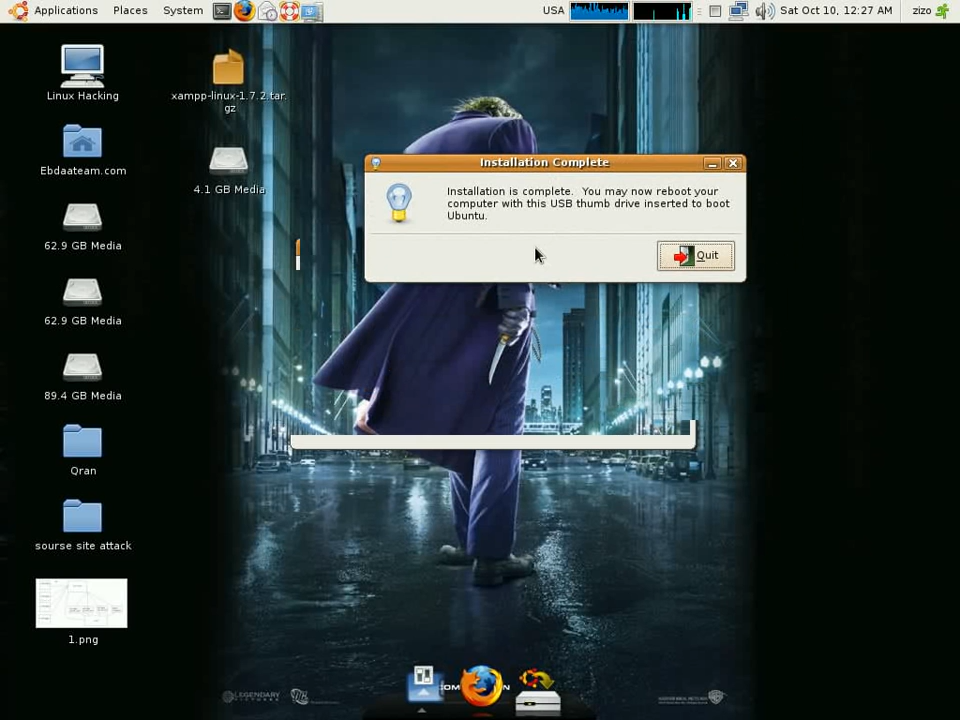 Applications Places System USA Sat Oct 10, 12:27 AM zizo
Linux Hacking
xampp-linux-1.7.2.tar.
gz
Ebdaateam.com
4.1 GB Media
Installation Complete
Installation is complete. You may now reboot your
computer with this USB thumb drive inserted to boot
Ubuntu.
Quit
62.9 GB Media
62.9 GB Media
89.4 GB Media
Qran
sourse site attack
1.png
LEGENDARY
PICTURES